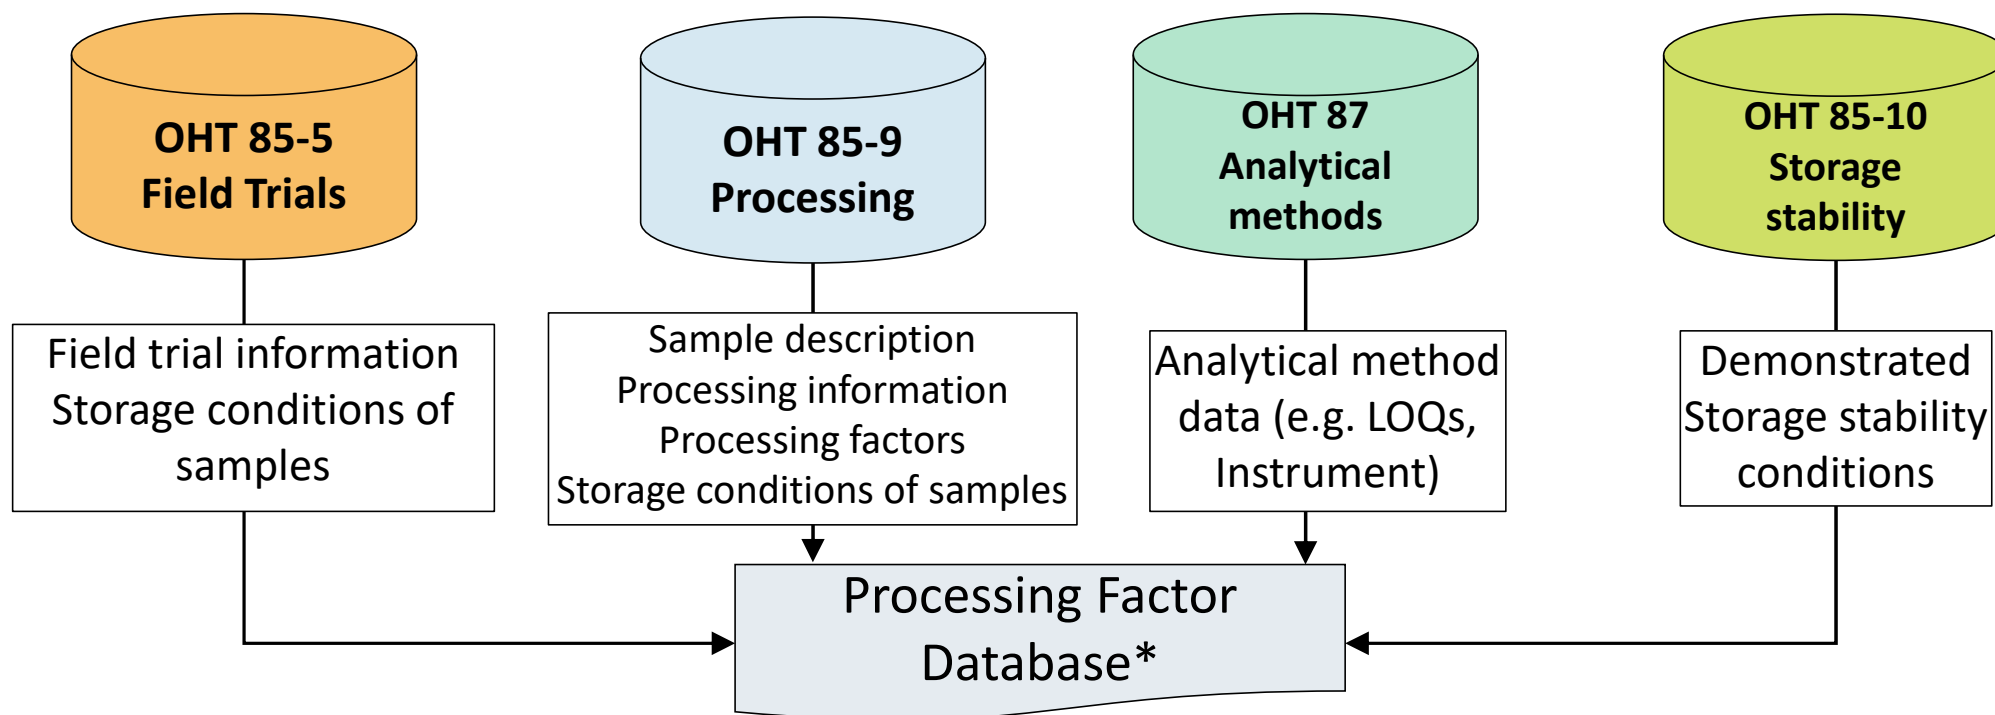 OHT 85-5
Field Trials
OHT 85-9
Processing
OHT 87
Analytical
methods
OHT 85-10
Storage
stability
Field trial information
Storage conditions of
samples
Sample description
Processing information
Processing factors
Storage conditions of samples
Analytical method
data (e.g. LOQs,
Instrument)
Demonstrated
Storage stability
conditions
Processing Factor
Database*